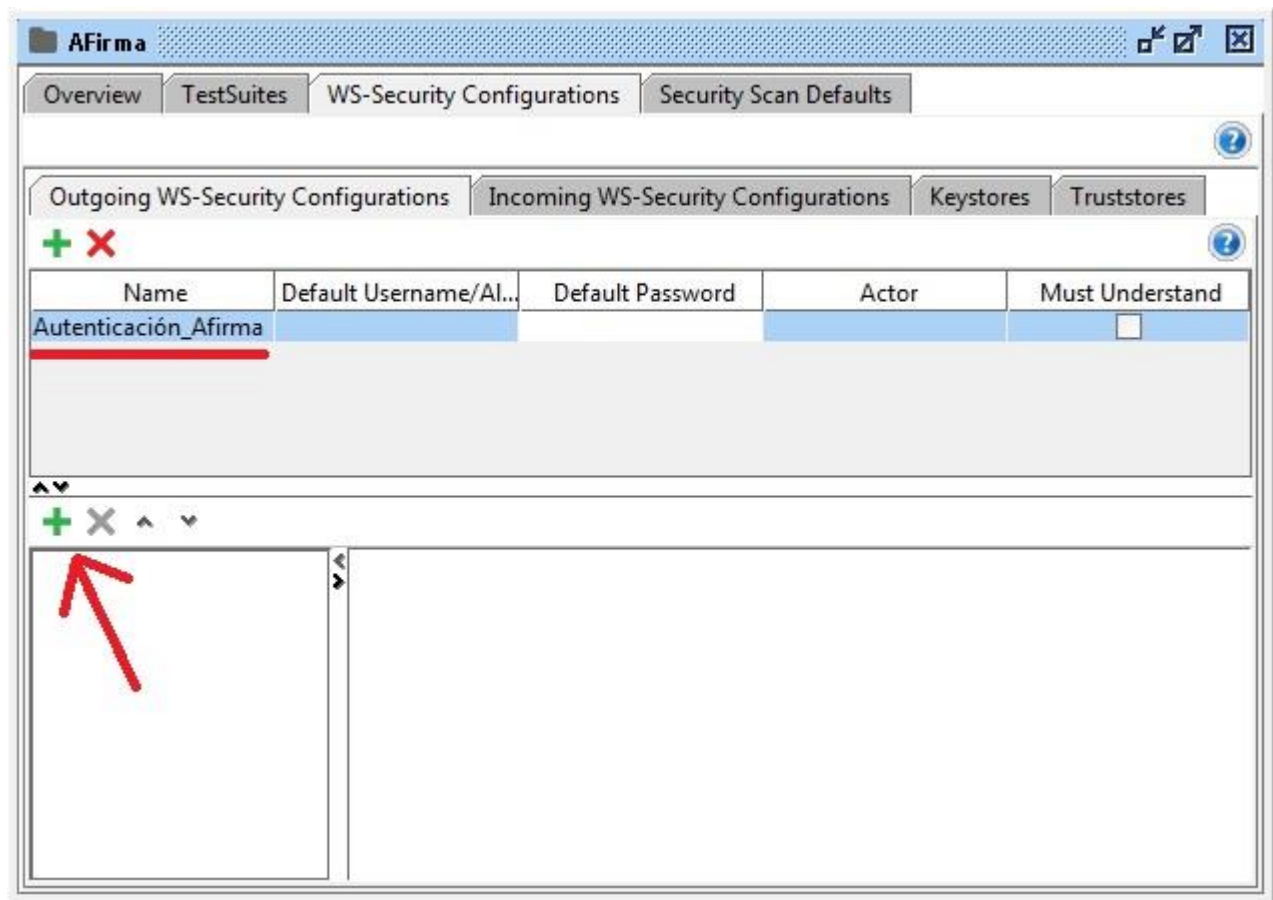 AFirma
Overview TestSuites WS-Security Configurations Security Scan Defaults
Outgoing WS-Security Configurations Incoming WS-Security Configurations Keystores Truststores
Name Default Username/Al... Default Password Actor Must Understand
Autenticación_Afirma